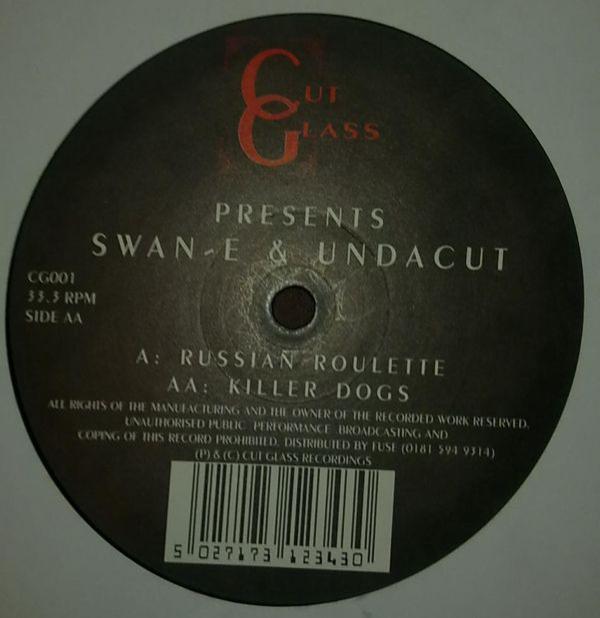 CUT
GLASS
PRESENTS
SWAN-E & UNDACUT
CG001
33.3 RPM
SIDE AA
A: RUSSIAN ROULETTE
AA: KILLER DOGS
ALL RIGHTS OF THE MANUFACTURING AND THE OWNER OF THE RECORDED WORK RESERVED.
UNAUTHORISED PUBLIC PERFORMANCE BROADCASTING AND
COPING OF THIS RECORD PROHIBITED. DISTRIBUTED BY FUSE (0181 594 9314)
(P) & (C) CUT GLASS RECORDINGS
5 027173 123430